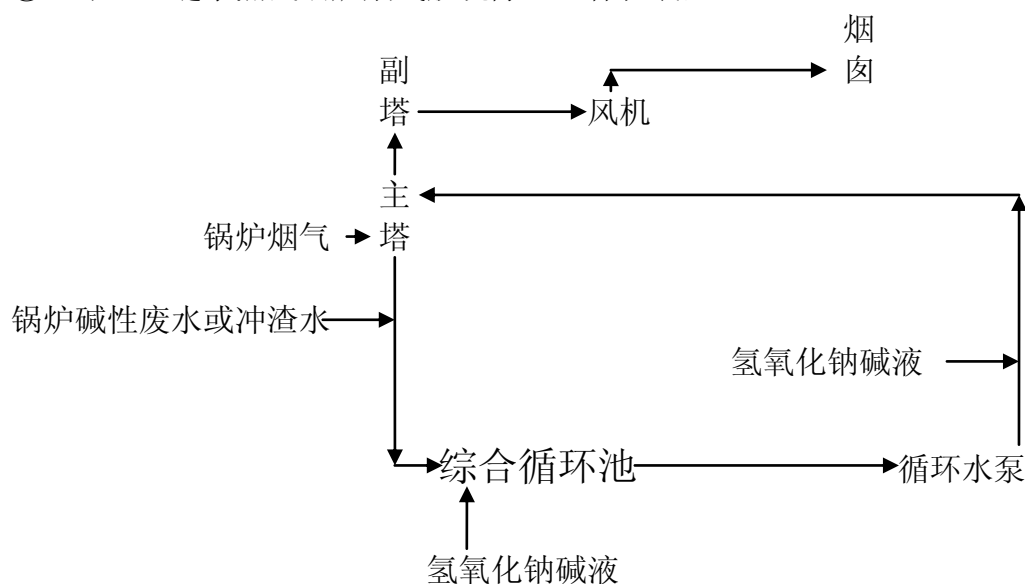 烟
囱
副
塔
风机
主
塔
锅炉烟气
锅炉碱性废水或冲渣水
氢氧化钠碱液
综合循环池
循环水泵
氢氧化钠碱液